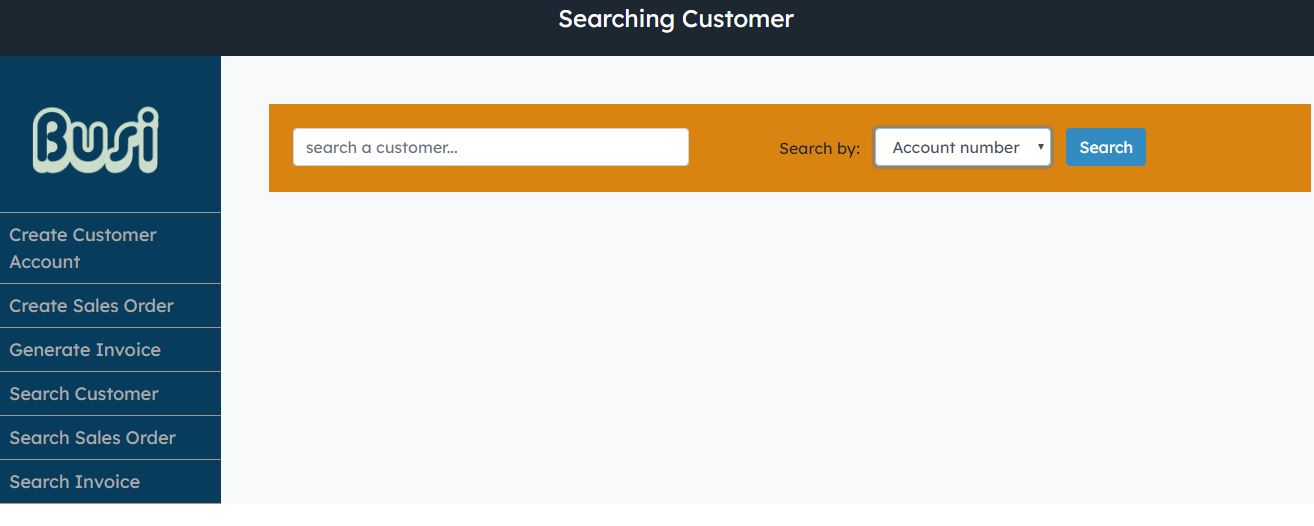 Searching Customer
Busi
search a customer...
Search by:
Account number
Search
Create Customer
Account
Create Sales Order
Generate Invoice
Search Customer
Search Sales Order
Search Invoice